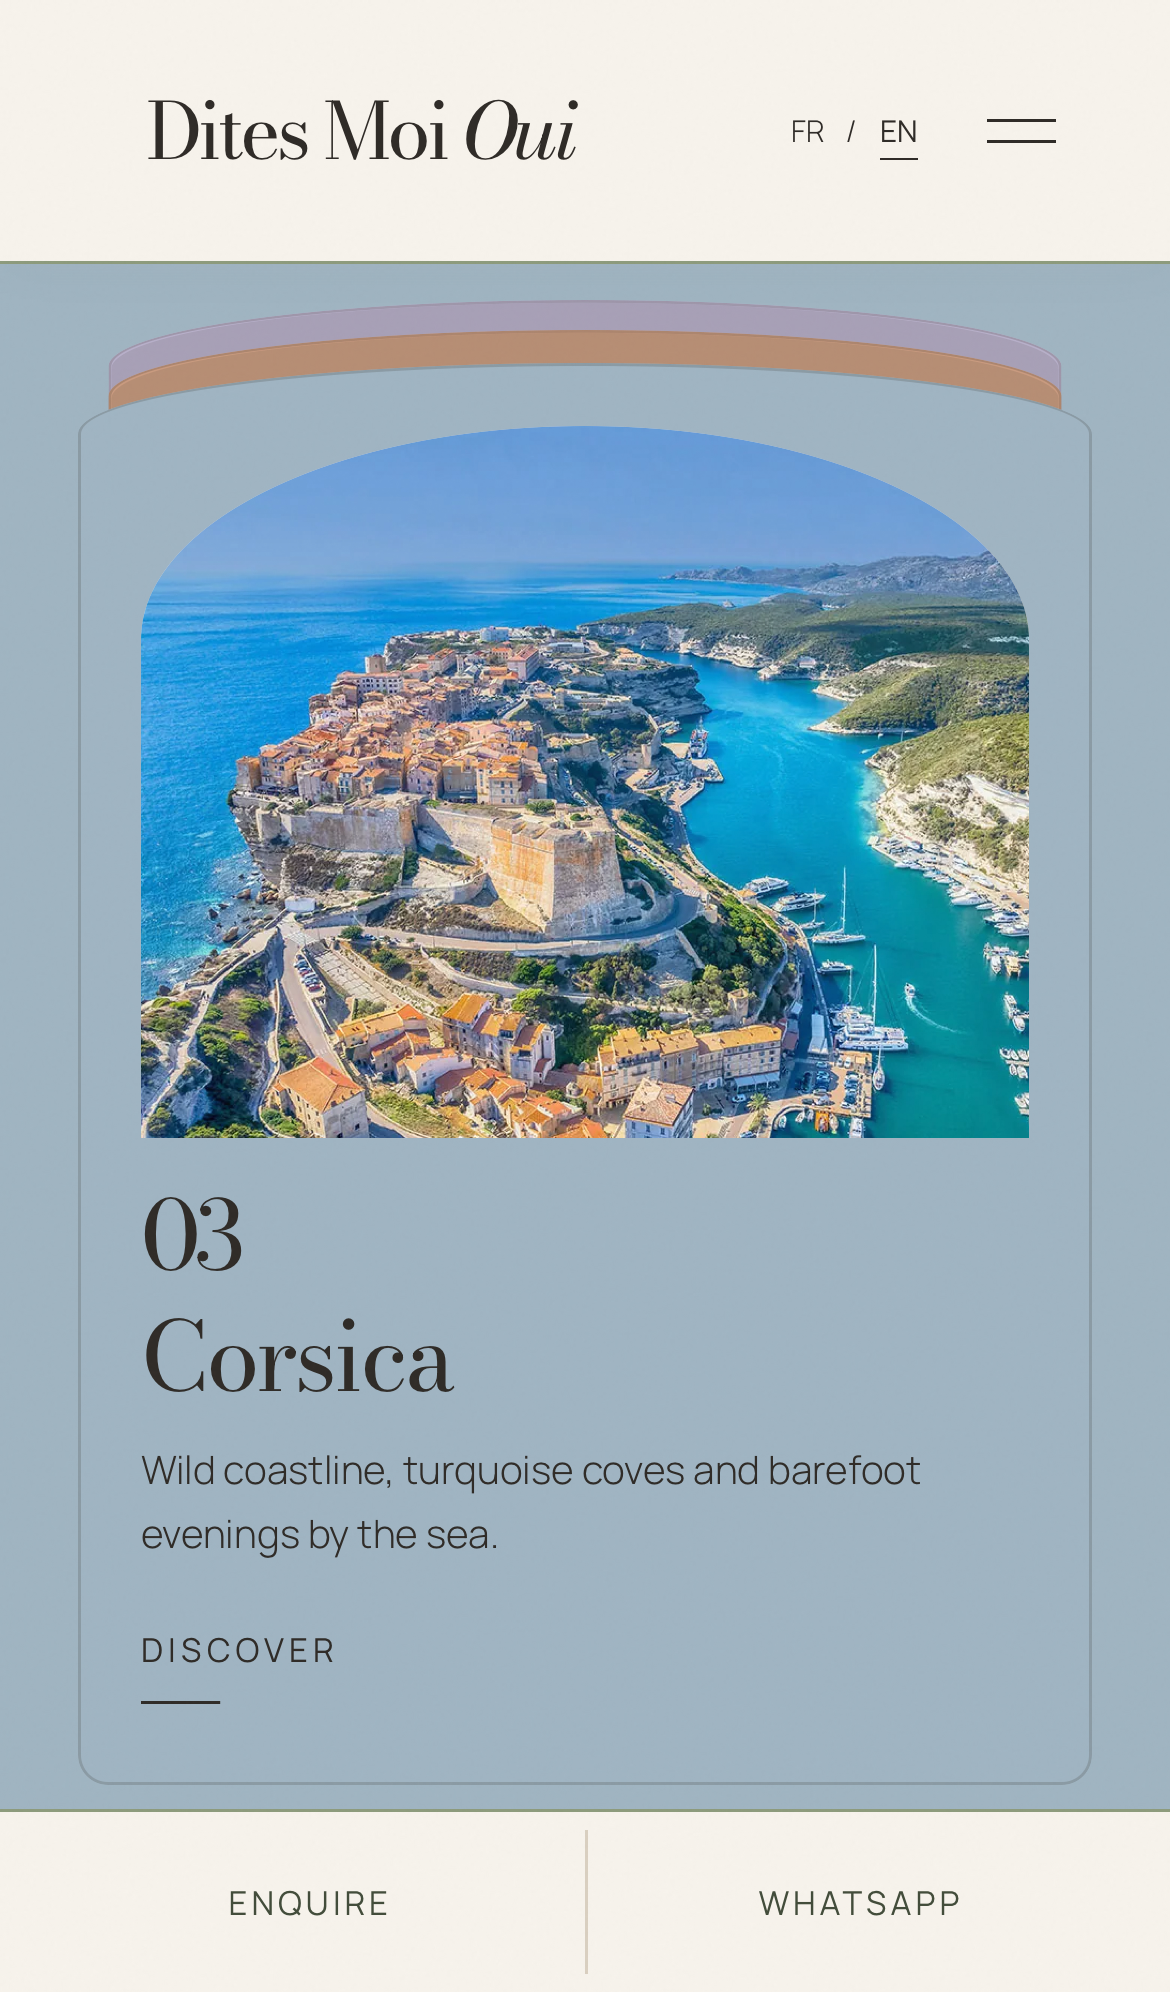 Dites Moi Oui
FR / EN
03
Corsica
Wild coastline, turquoise coves and barefoot
evenings by the sea.
DISCOVER
ENQUIRE
WHATSAPP